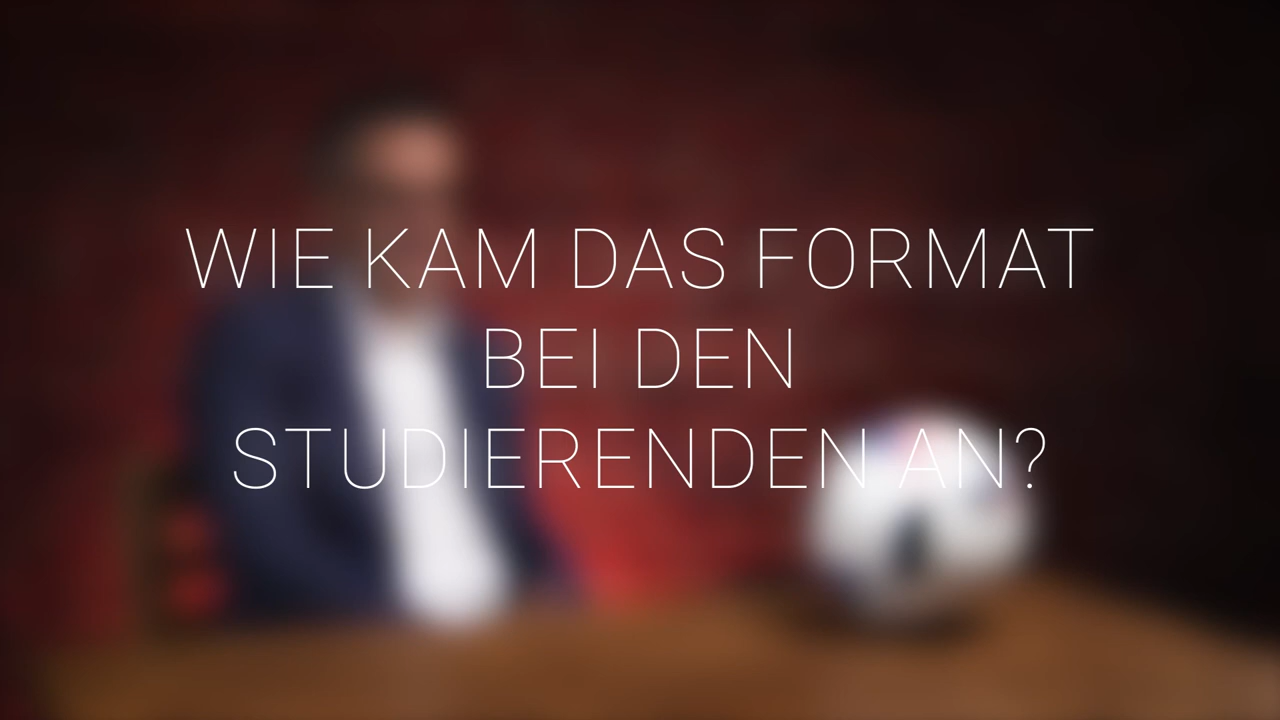 WIE KAM DAS FORMAT
BEI DEN
STUDIERENDEN AN?